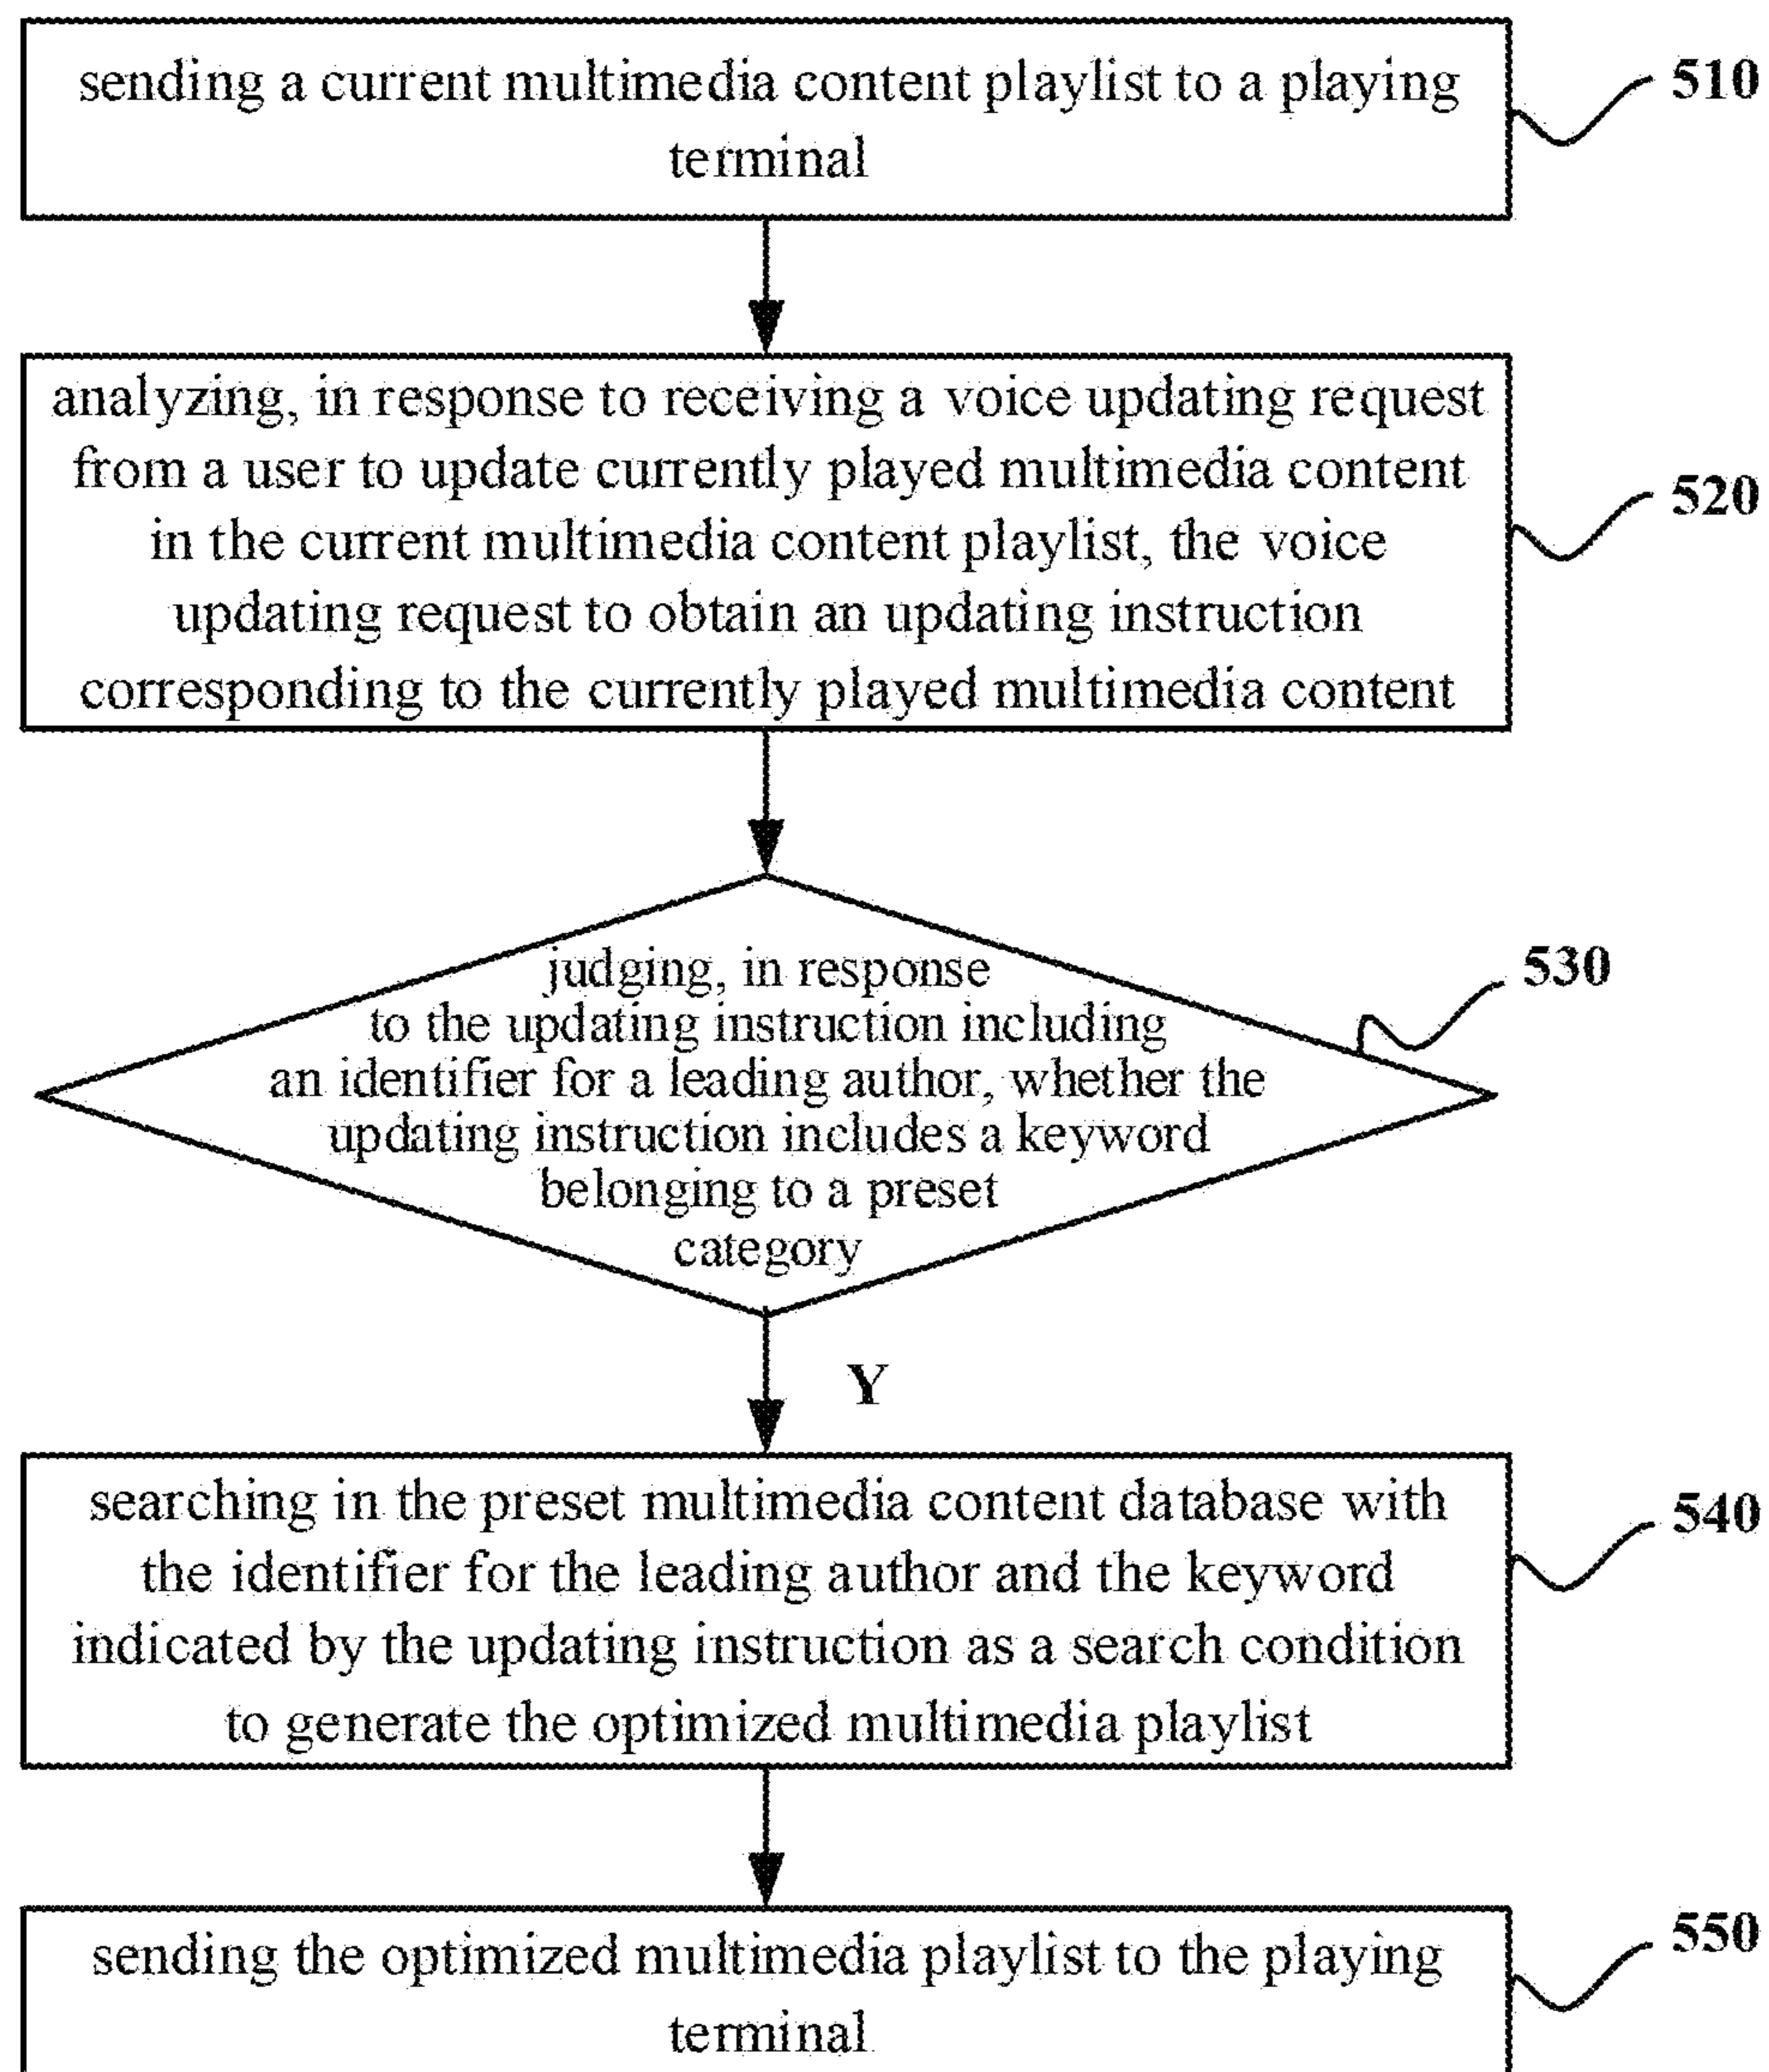 sending a current multimedia content playlist to a playing
terminal
510
analyzing, in response to receiving a voice updating request
from a user to update currently played multimedia content
in the current multimedia content playlist, the voice
updating request to obtain an updating instruction
corresponding to the currently played multimedia content
520
judging, in response
to the updating instruction including
an identifier for a leading author, whether the
updating instruction includes a keyword
belonging to a preset
category
530
Y
searching in the preset multimedia content database with
the identifier for the leading author and the keyword
indicated by the updating instruction as a search condition
to generate the optimized multimedia playlist
540
sending the optimized multimedia playlist to the playing
terminal
550